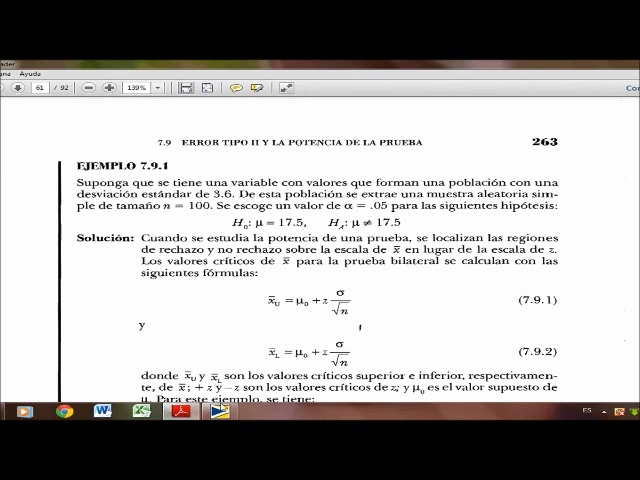 ader
ana Ayuda
61 / 92
139%
Co
7.9 ERROR TIPO II Y LA POTENCIA DE LA PRUEBA 263
EJEMPLO 7.9.1
Suponga que se tiene una variable con valores que forman una población con una
desviación estándar de 3.6. De esta población se extrae una muestra aleatoria sim-
ple de tamaño n = 100. Se escoge un valor de α = .05 para las siguientes hipótesis:
H₀: μ = 17.5, H_A: μ ≠ 17.5
Solución: Cuando se estudia la potencia de una prueba, se localizan las regiones
de rechazo y no rechazo sobre la escala de x̄ en lugar de la escala de z.
Los valores críticos de x̄ para la prueba bilateral se calculan con las
siguientes fórmulas:
x̄_U = μ₀ + z σ/√n (7.9.1)
y
x̄_L = μ₀ + z σ/√n (7.9.2)
donde x̄_U y x̄_L son los valores críticos superior e inferior, respectivamen-
te, de x̄; + z y – z son los valores críticos de z; y μ₀ es el valor supuesto de
μ. Para este ejemplo, se tiene:
ES